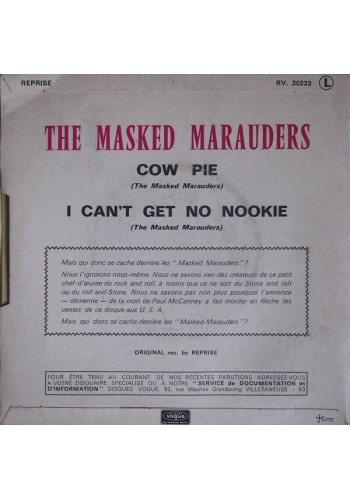 REPRISE
RV. 20233 L
THE MASKED MARAUDERS
COW PIE
(The Masked Marauders)
I CAN'T GET NO NOOKIE
(The Masked Marauders)
Mais qui donc se cache derrière les " Masked Marauders " ?
Nous l'ignorons nous-même. Nous ne savons rien des créateurs de ce petit
chef-d'œuvre du rock and roll, à moins que ce ne soit du Stone and roll
ou du roll and Stone. Nous ne savons pas non plus pourquoi l'annonce
— démentie — de la mort de Paul McCartney a fait monter en flèche les
ventes de ce disque aux U. S. A.
Mais qui donc se cache derrière les " Masked Marauders " ?
ORIGINAL rec. by REPRISE
POUR ÊTRE TENU AU COURANT DE NOS RÉCENTES PARUTIONS ADRESSEZ-VOUS
A VOTRE DISQUAIRE SPÉCIALISÉ OU À NOTRE "SERVICE de DOCUMENTATION et
D'INFORMATION" DISQUES VOGUE, 82, rue Maurice Grandcoing, VILLETANEUSE - 93
vogue